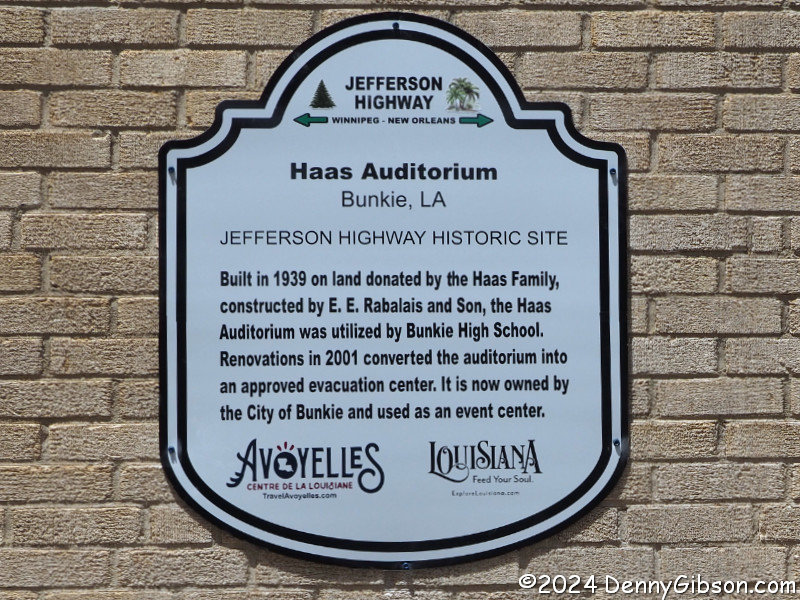 JEFFERSON
HIGHWAY
WINNIPEG - NEW ORLEANS
Haas Auditorium
Bunkie, LA
JEFFERSON HIGHWAY HISTORIC SITE
Built in 1939 on land donated by the Haas Family,
constructed by E. E. Rabalais and Son, the Haas
Auditorium was utilized by Bunkie High School.
Renovations in 2001 converted the auditorium into
an approved evacuation center. It is now owned by
the City of Bunkie and used as an event center.
AVOYELLES
CENTRE DE LA LOUISIANE
TravelAvoyelles.com
LOUISIANA
Feed Your Soul.
ExploreLouisiana.com
©2024 DennyGibson.com